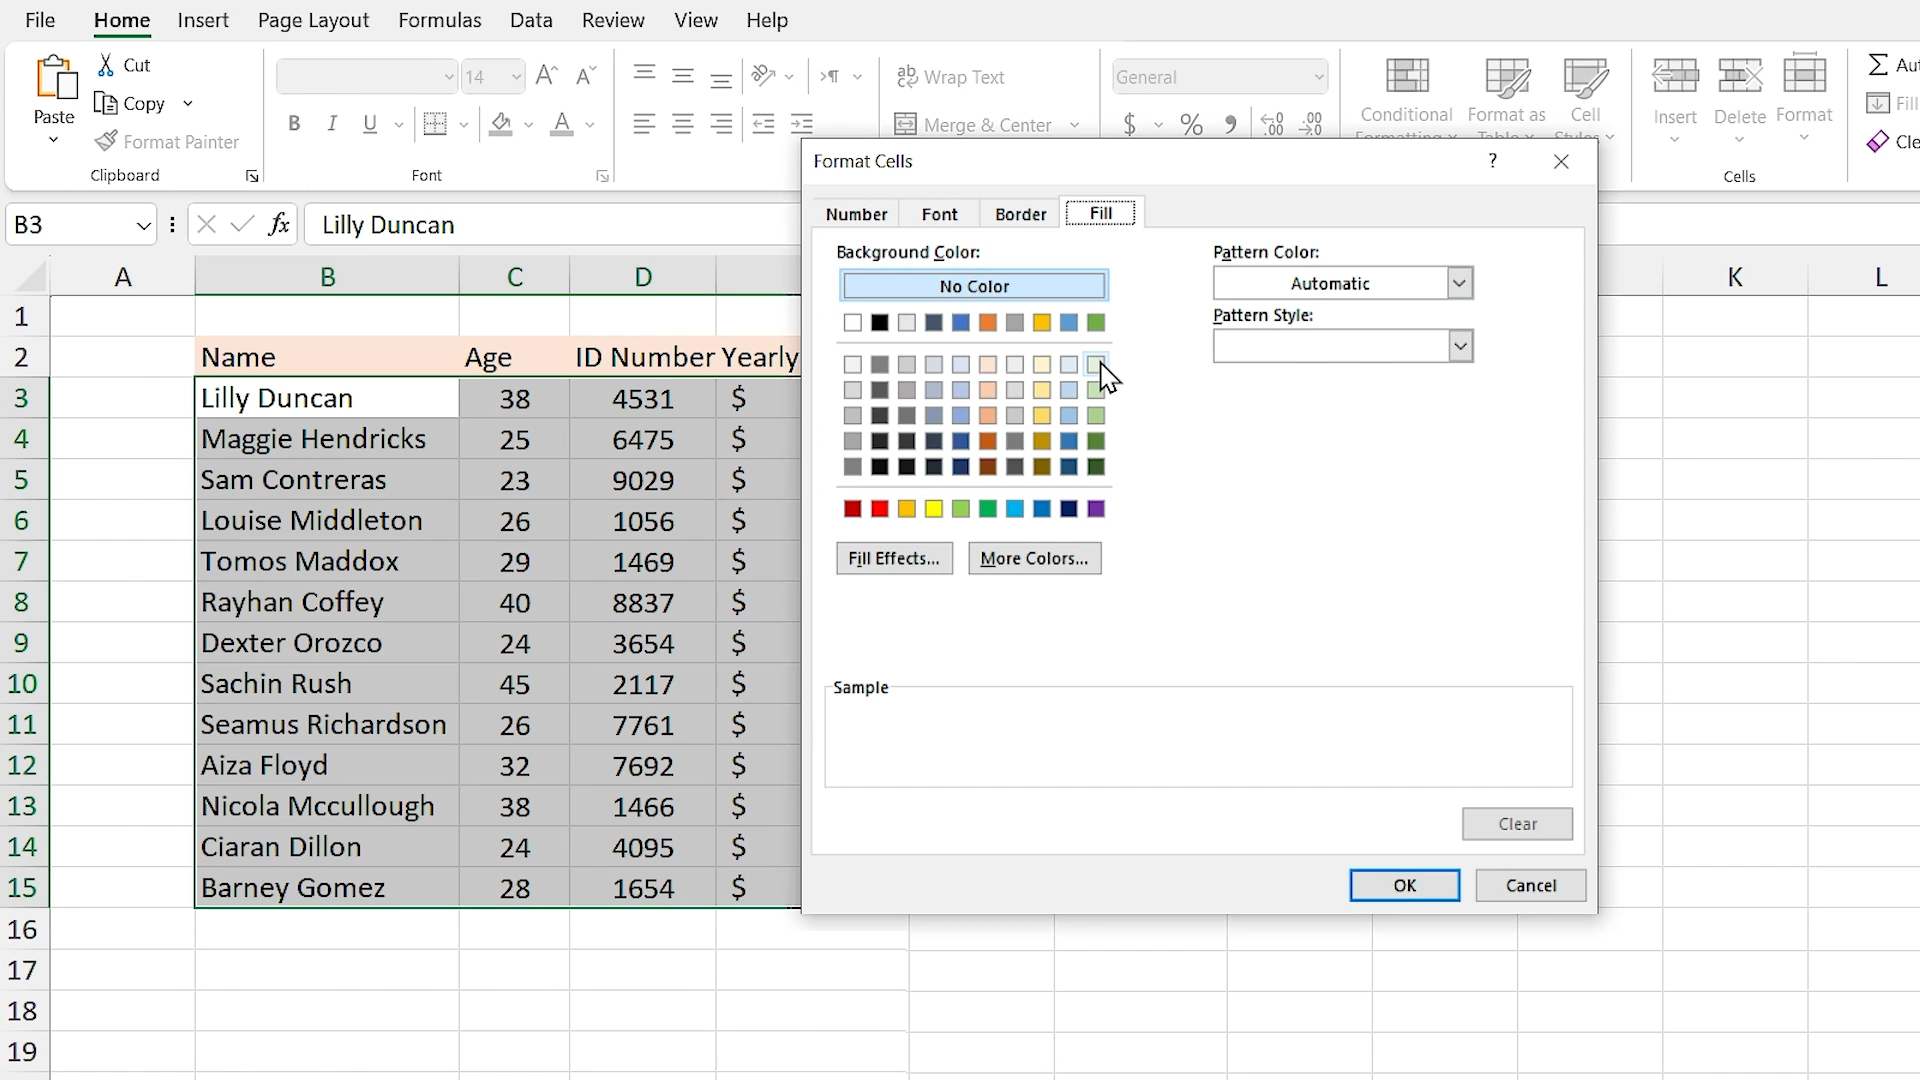 File Home Insert Page Layout Formulas Data Review View Help
Paste
Cut
Copy
Format Painter
Clipboard
14
B I U A
Font
ab Wrap Text
Merge & Center
General
$ % 9
Conditional
Format as
Cell
Insert Delete Format
Cells
Fill
B3 fx Lilly Duncan
A B C D K L
1
2 Name Age ID Number Yearly
3 Lilly Duncan 38 4531 $
4 Maggie Hendricks 25 6475 $
5 Sam Contreras 23 9029 $
6 Louise Middleton 26 1056 $
7 Tomos Maddox 29 1469 $
8 Rayhan Coffey 40 8837 $
9 Dexter Orozco 24 3654 $
10 Sachin Rush 45 2117 $
11 Seamus Richardson 26 7761 $
12 Aiza Floyd 32 7692 $
13 Nicola Mccullough 38 1466 $
14 Ciaran Dillon 24 4095 $
15 Barney Gomez 28 1654 $
16
17
18
19
Format Cells ?
Number Font Border Fill
Background Color:
No Color
Pattern Color:
Automatic
Pattern Style:
Fill Effects... More Colors...
Sample
Clear
OK Cancel